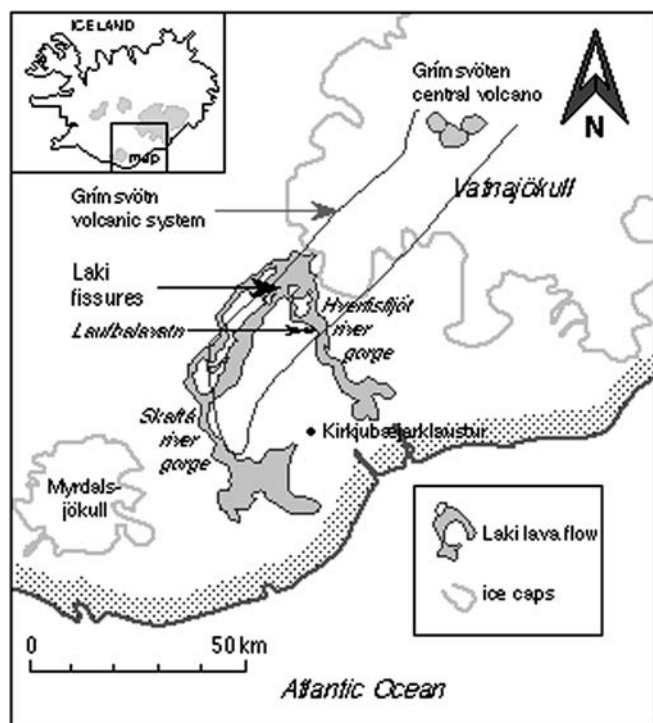 ICELAND
map
Grímsvöten
central volcano
N
Vatnajökull
Grímsvötn
volcanic system
Laki
fissures
Hverfisfljót
river
gorge
Laufbalavatn
Skaftá
river
gorge
Kirkjubæjarklaustur
Myrdals-
jökull
Laki lava flow
ice caps
0 50 km
Atlantic Ocean